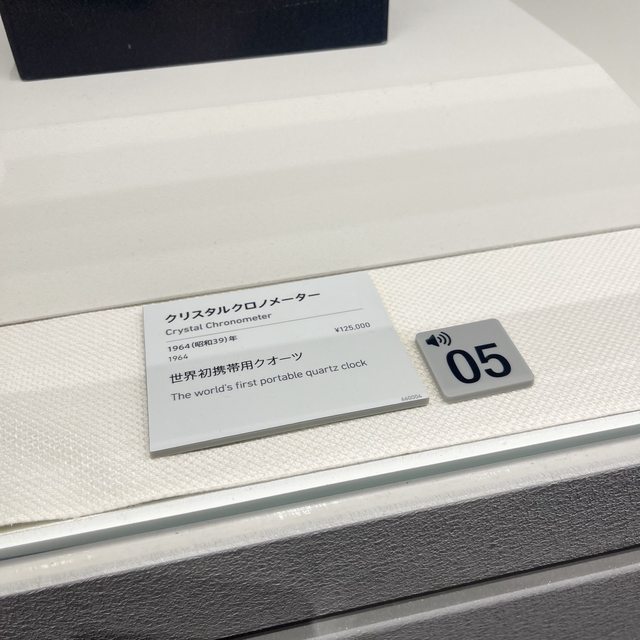 クリスタルクロノメーター
Crystal Chronometer
1964(昭和39)年
¥125,000
1964
世界初携帯用クオーツ
The world's first portable quartz clock
640004
05